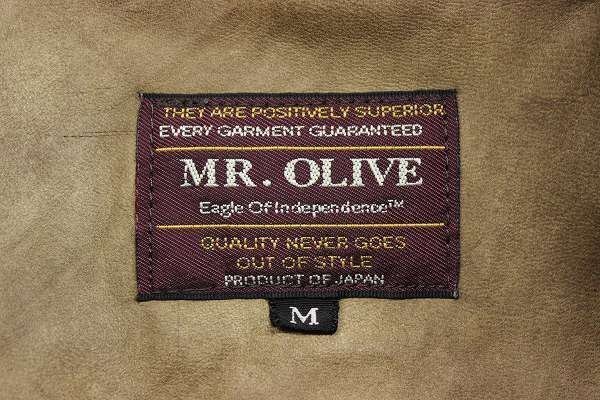 THEY ARE POSITIVELY SUPERIOR
EVERY GARMENT GUARANTEED
MR. OLIVE
Eagle Of Independence™
QUALITY NEVER GOES
OUT OF STYLE
PRODUCT OF JAPAN
M